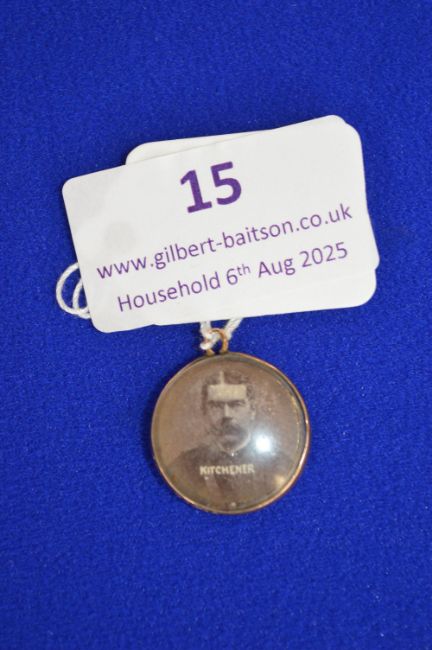 15
www.gilbert-baitson.co.uk
Household 6th Aug 2025
KITCHENER